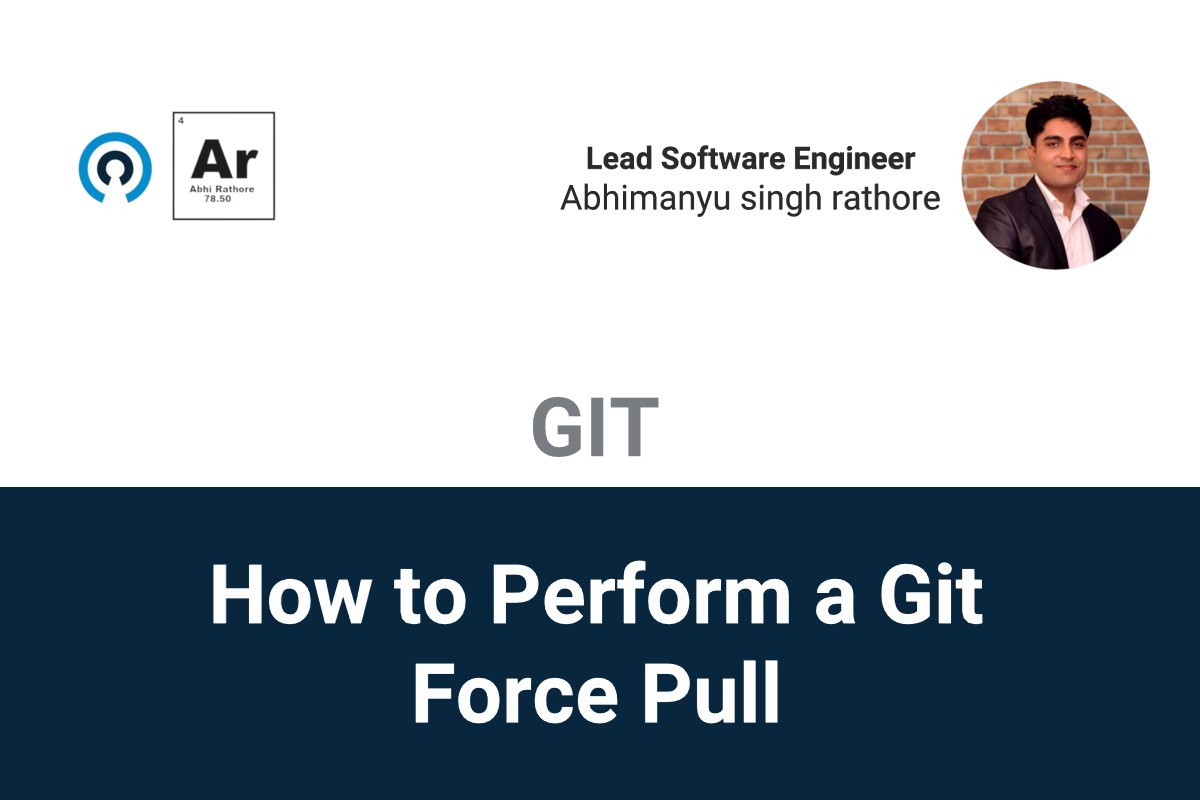 4
Ar
Abhi Rathore
78.50
Lead Software Engineer
Abhimanyu singh rathore
GIT
How to Perform a Git
Force Pull